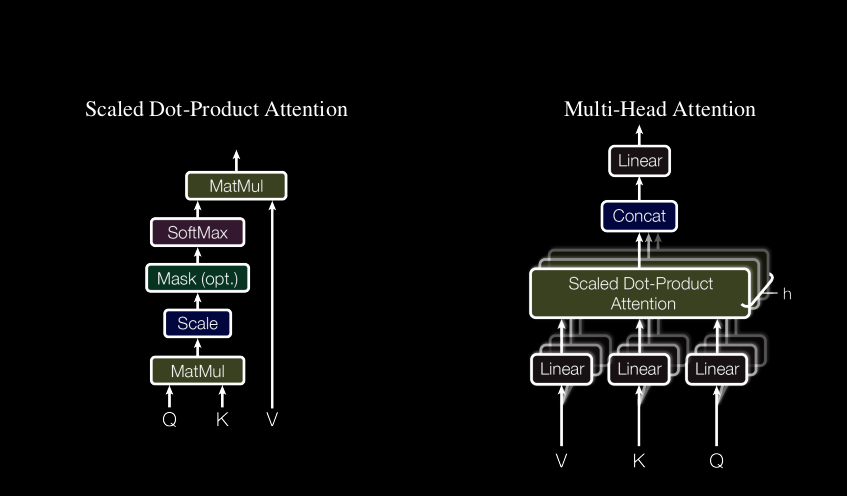 Scaled Dot-Product Attention
MatMul
SoftMax
Mask (opt.)
Scale
MatMul
Q K V
Multi-Head Attention
Linear
Concat
Scaled Dot-Product
Attention
h
Linear Linear Linear
V K Q